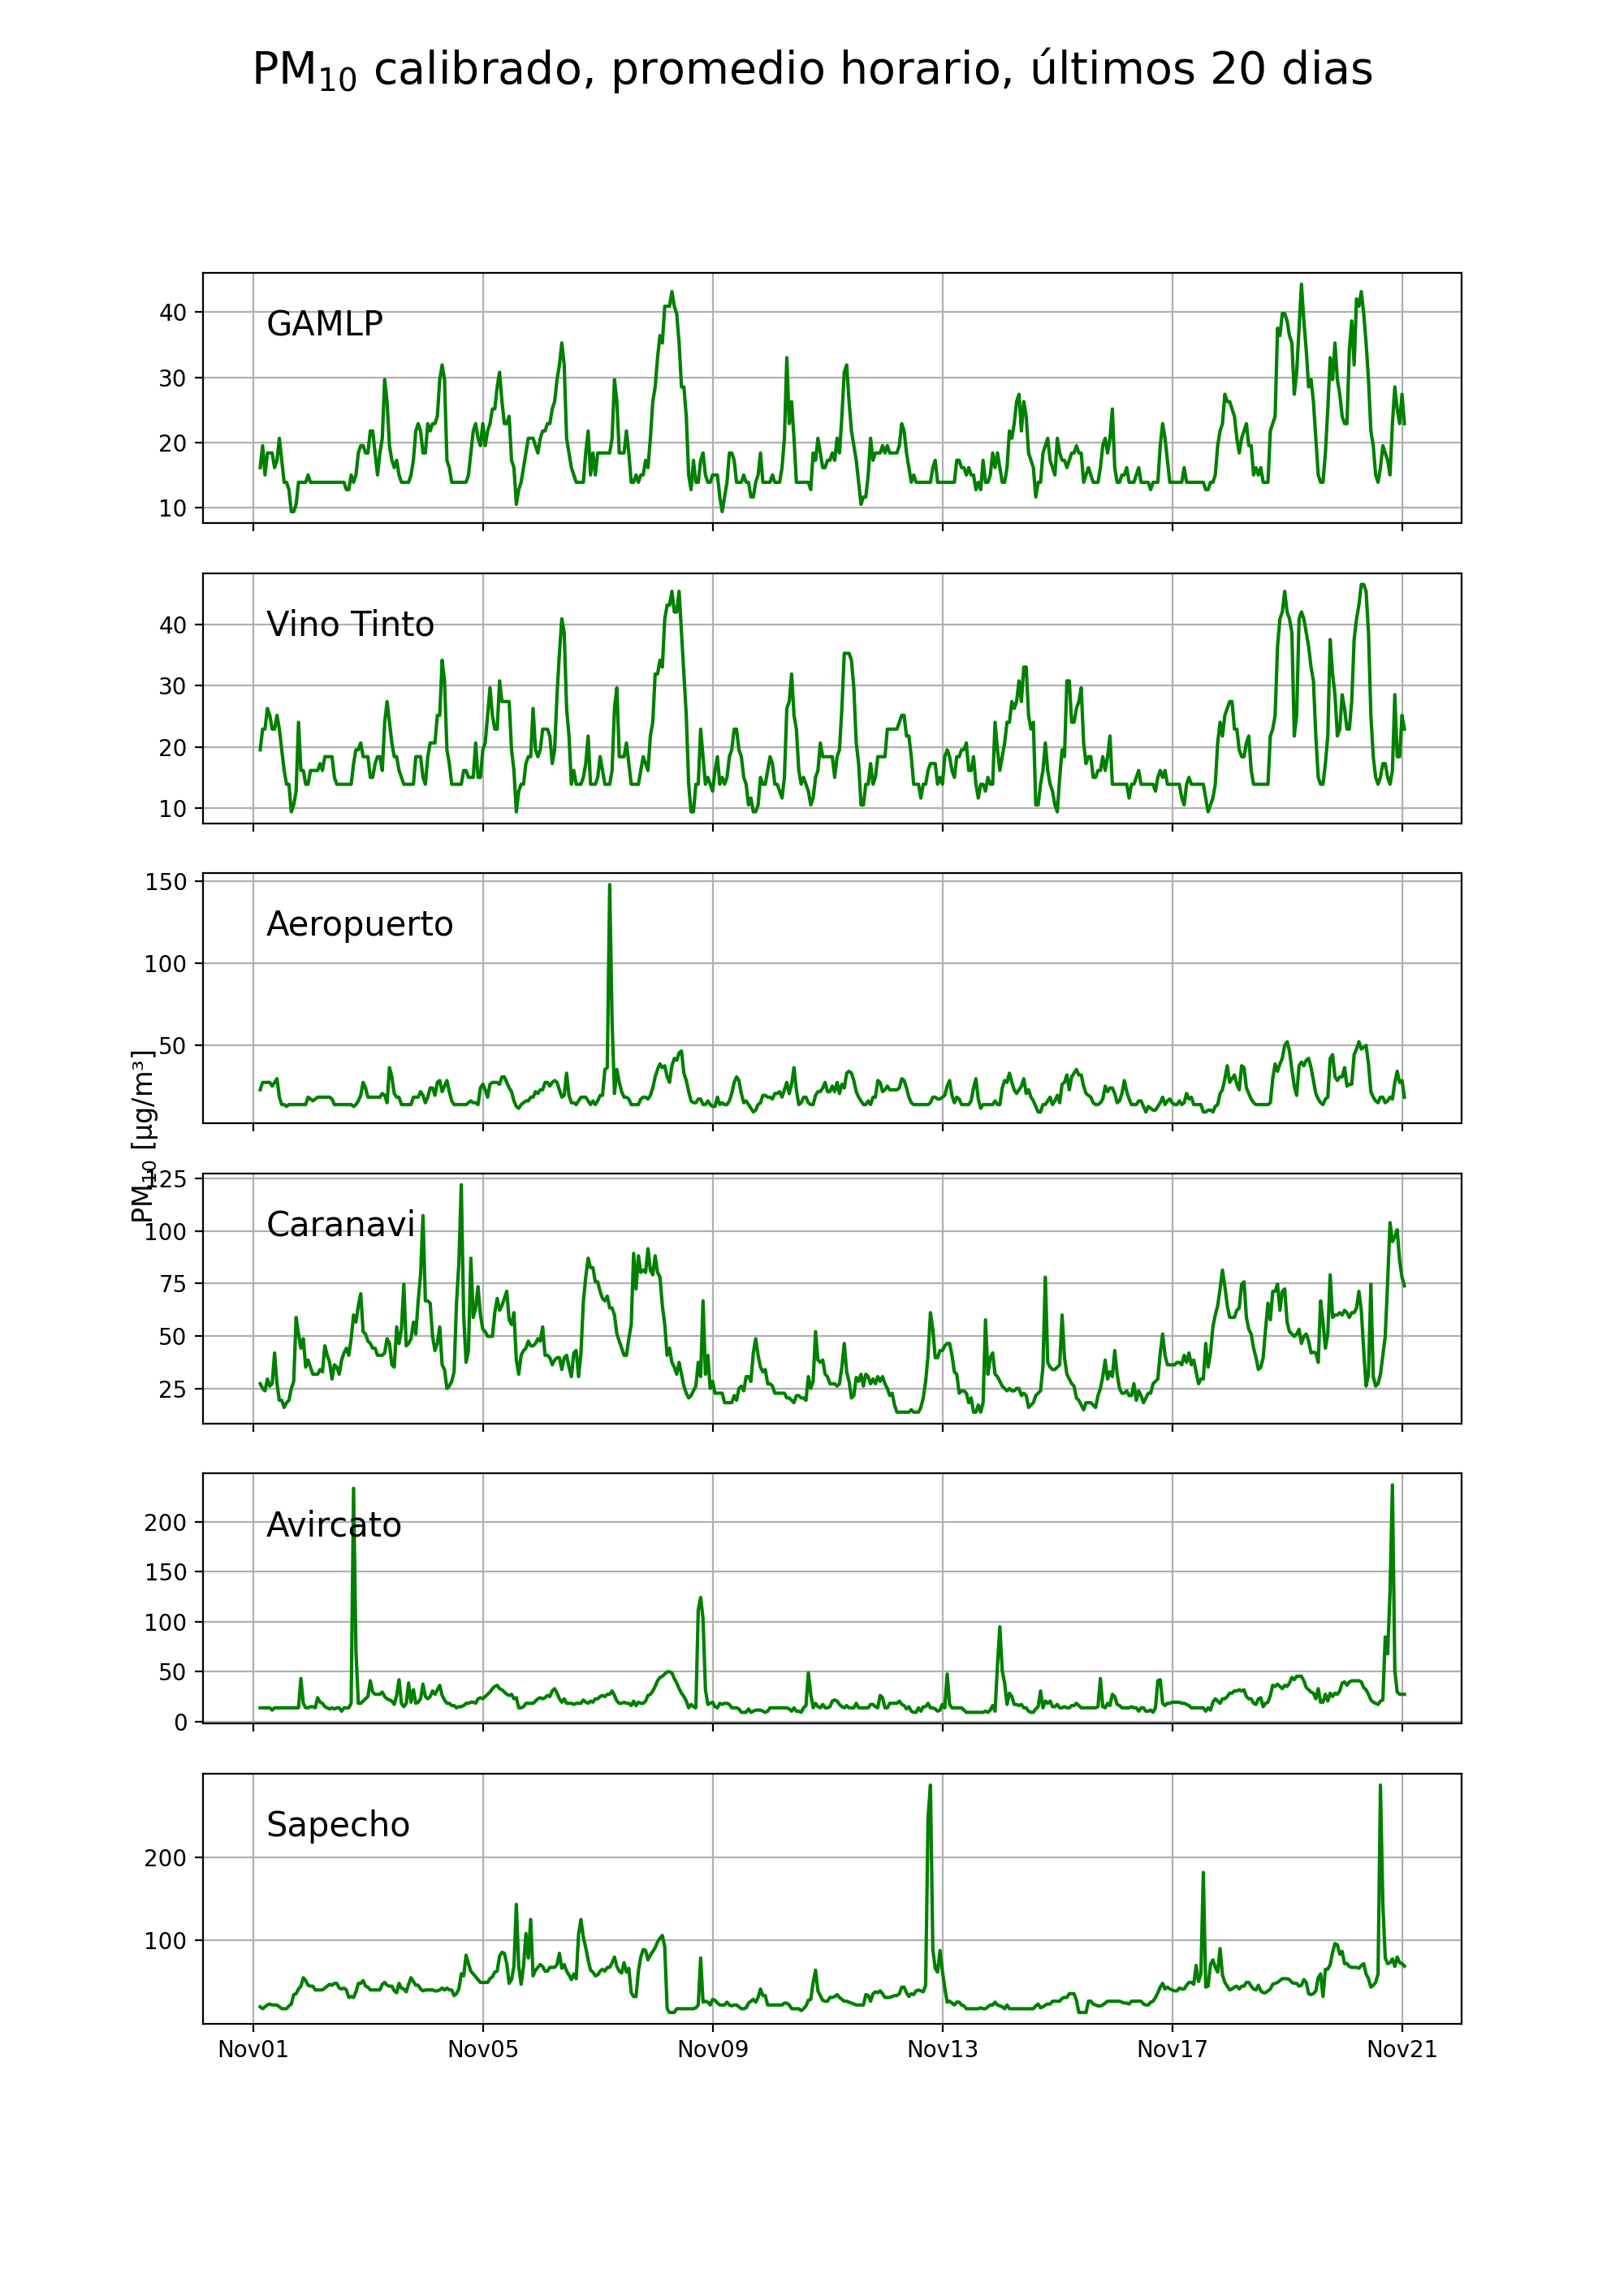 PM₁₀ calibrado, promedio horario, últimos 20 dias
GAMLP
40
30
20
10
Vino Tinto
40
30
20
10
Aeropuerto
150
100
50
PM₁₀ [µg/m³]
Caranavi
125
100
75
50
25
Avircato
200
150
100
50
0
Sapecho
200
100
Nov01 Nov05 Nov09 Nov13 Nov17 Nov21